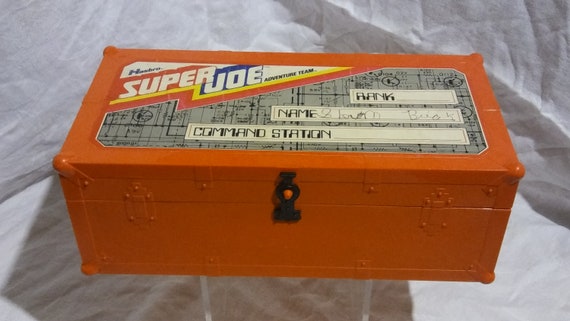 Hasbro
SUPER JOE
ADVENTURE TEAM
RANK
NAME
COMMAND STATION